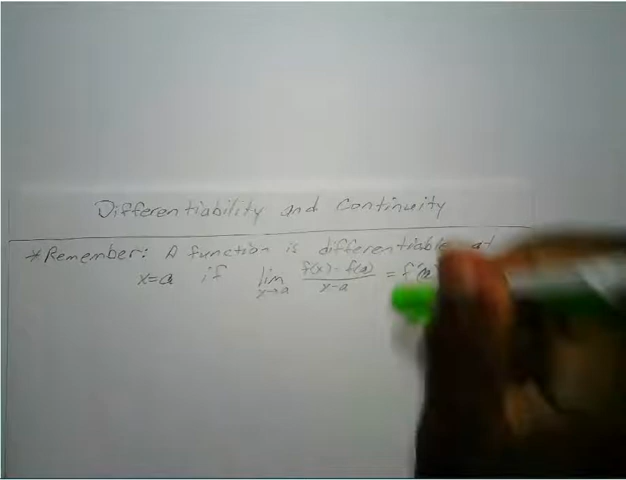 Differentiability and Continuity
*Remember: A function is differentiable at
x=a if lim x→a f(x)-f(a)/x-a = f'(a)